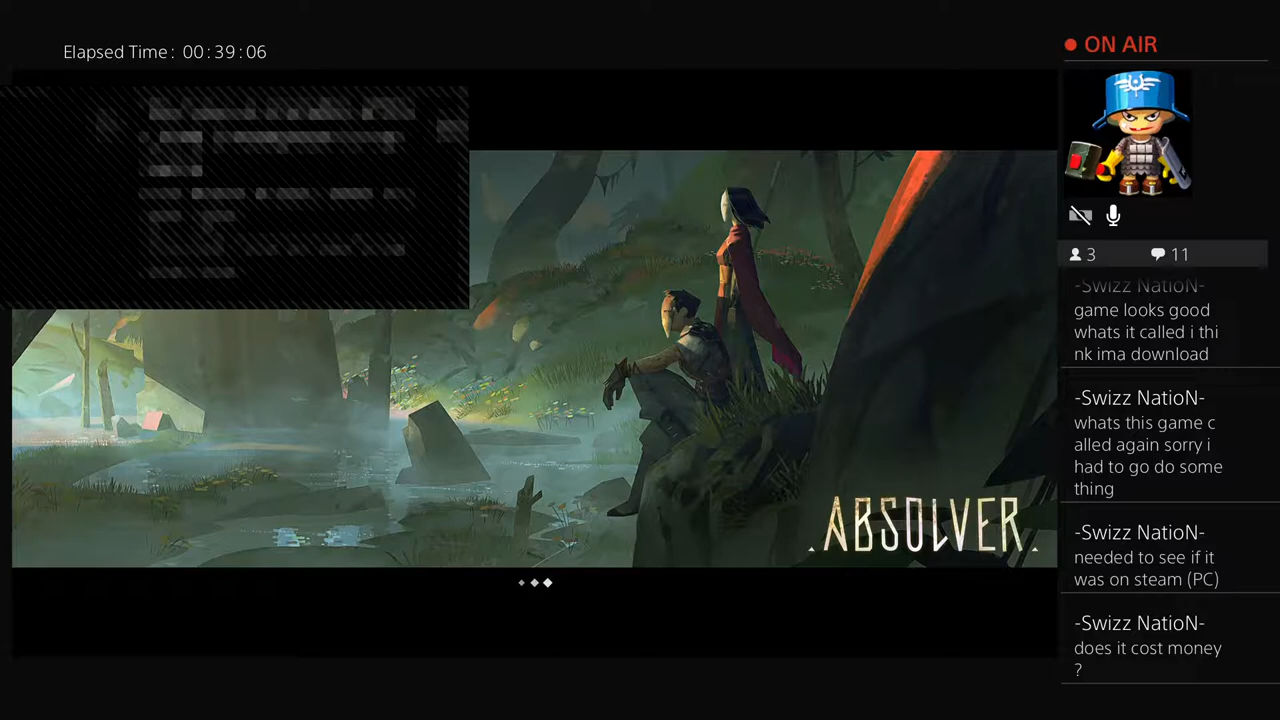 Elapsed Time: 00:39:06
ON AIR
3 11
-Swizz NatioN-
game looks good
whats it called i thi
nk ima download
-Swizz NatioN-
whats this game c
alled again sorry i
had to go do some
thing
-Swizz NatioN-
needed to see if it
was on steam (PC)
-Swizz NatioN-
does it cost money
?
ABSOLVER